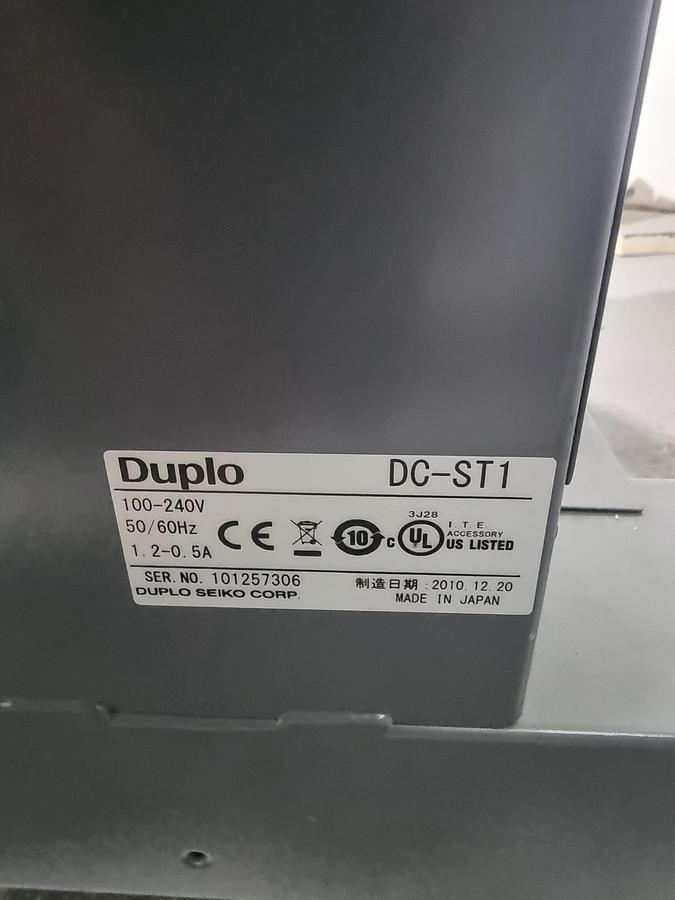 Duplo DC-ST1
100-240V
50/60Hz
1.2-0.5A
CE
10
3J28
c UL US LISTED
I.T.E.
ACCESSORY
SER.NO. 101257306
DUPLO SEIKO CORP.
制造日期:2010.12.20
MADE IN JAPAN